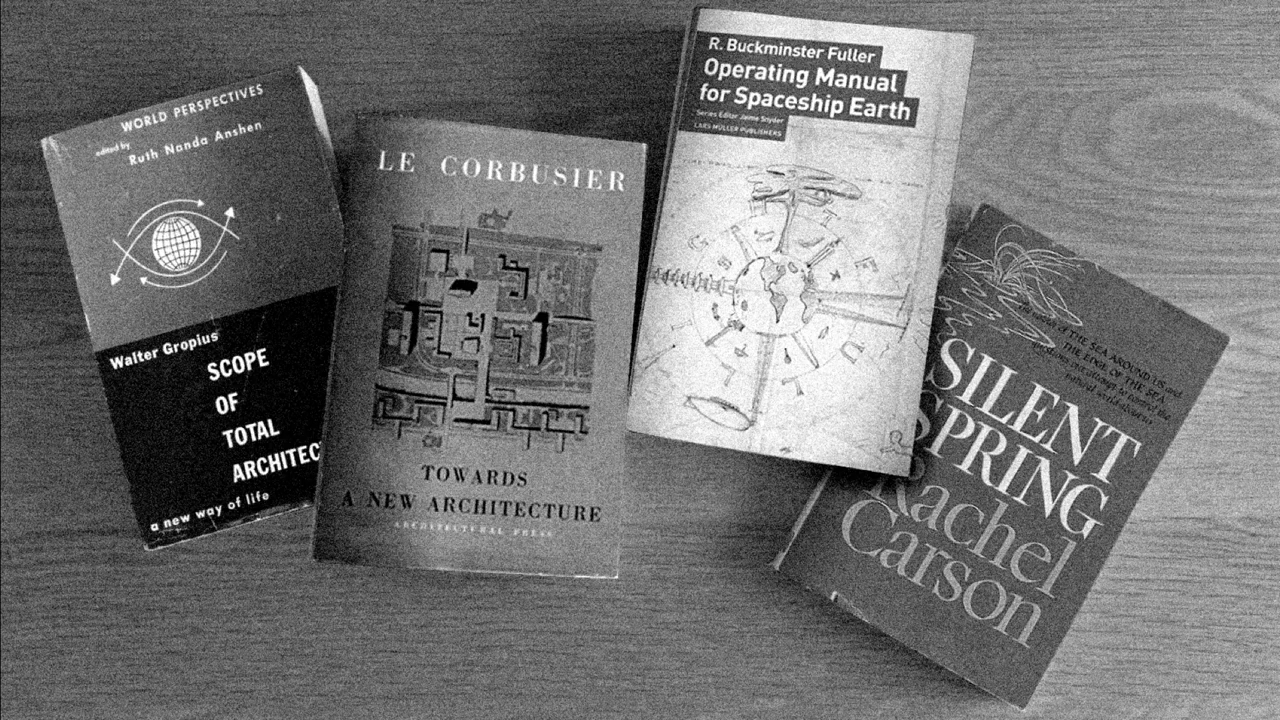 WORLD PERSPECTIVES
edited by Ruth Nanda Anshen
Walter Gropius
SCOPE
OF
TOTAL
ARCHITEC
a new way of life
LE CORBUSIER
TOWARDS
A NEW ARCHITECTURE
ARCHITECTURAL PRESS
R. Buckminster Fuller
Operating Manual
for Spaceship Earth
Series Editor Jaime Snyder
LARS MÜLLER PUBLISHERS
THE SEA AROUND US and
THE EDGE OF THE SEA
SILENT
SPRING
Rachel
Carson